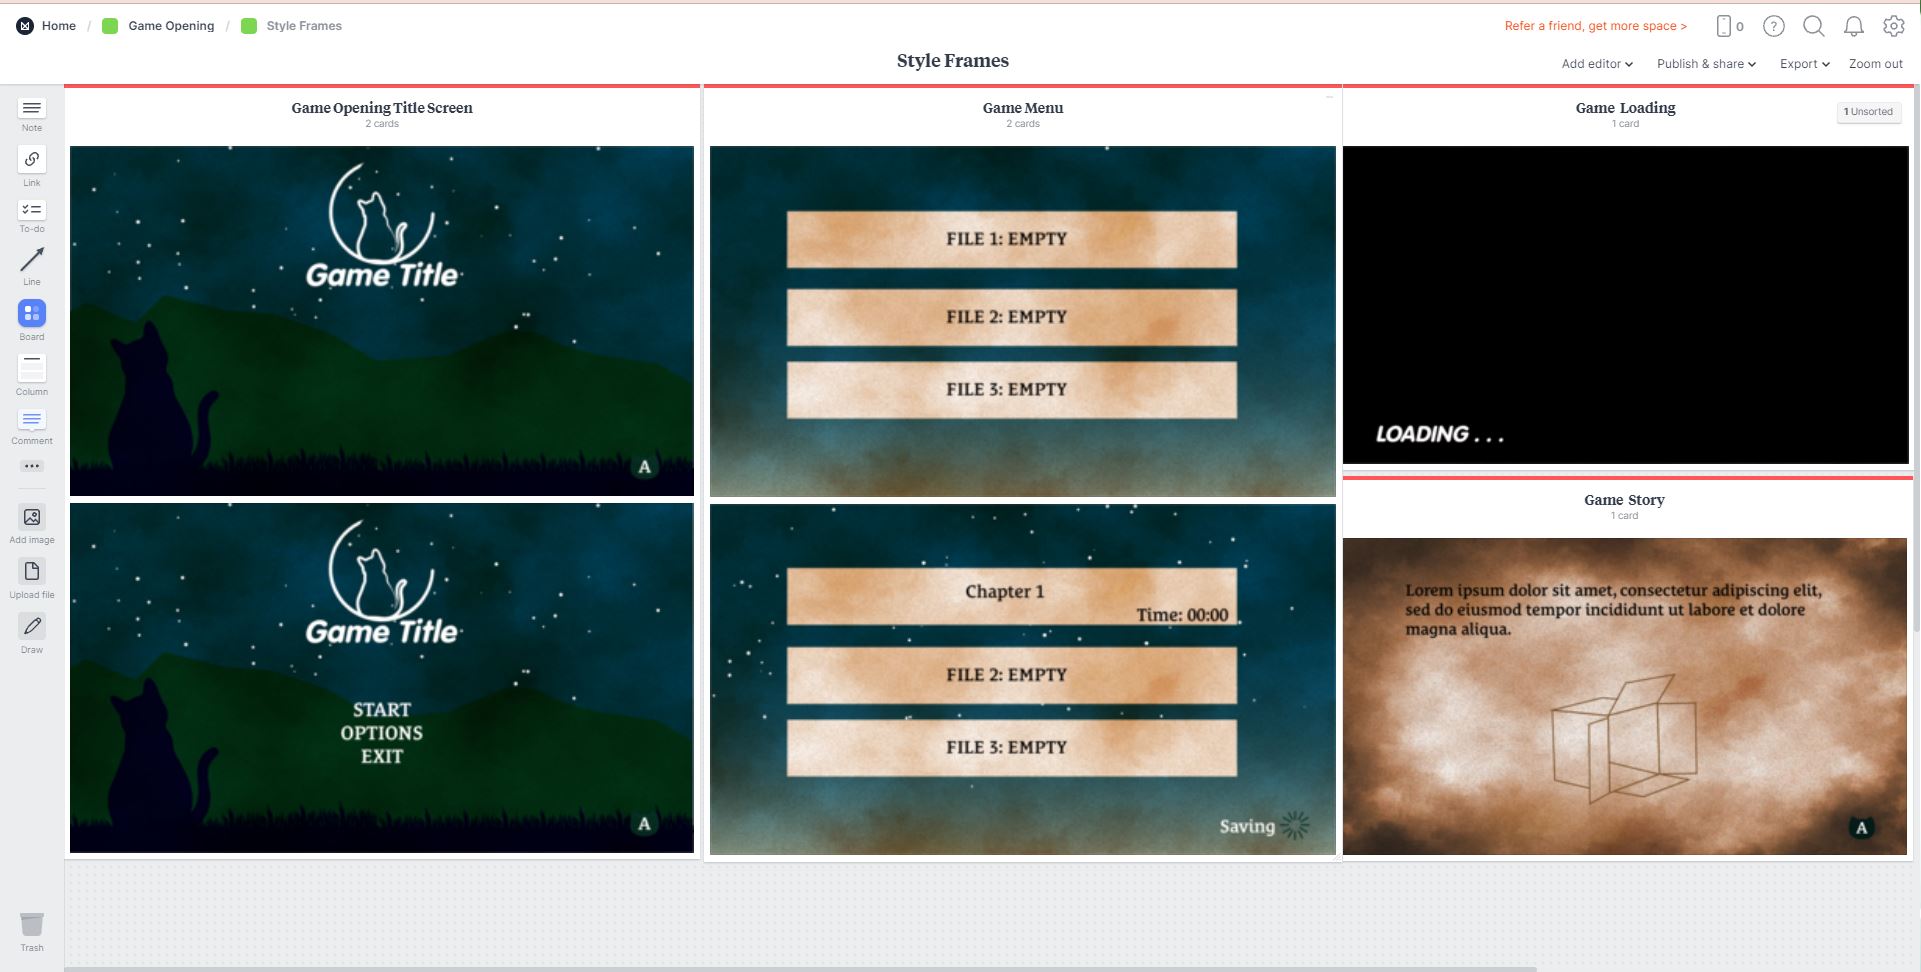 Home / Game Opening / Style Frames
Refer a friend, get more space >
0
?
Style Frames
Add editor
Publish & share
Export
Zoom out
Note
Link
To-do
Line
Board
Column
Comment
Add image
Upload file
Draw
Trash
Game Opening Title Screen
2 cards
Game Title
A
Game Title
START
OPTIONS
EXIT
A
Game Menu
2 cards
FILE 1: EMPTY
FILE 2: EMPTY
FILE 3: EMPTY
Chapter 1
Time: 00:00
FILE 2: EMPTY
FILE 3: EMPTY
Saving
Game Loading
1 card
1 Unsorted
LOADING . . .
Game Story
1 card
Lorem ipsum dolor sit amet, consectetur adipiscing elit,
sed do eiusmod tempor incididunt ut labore et dolore
magna aliqua.
A